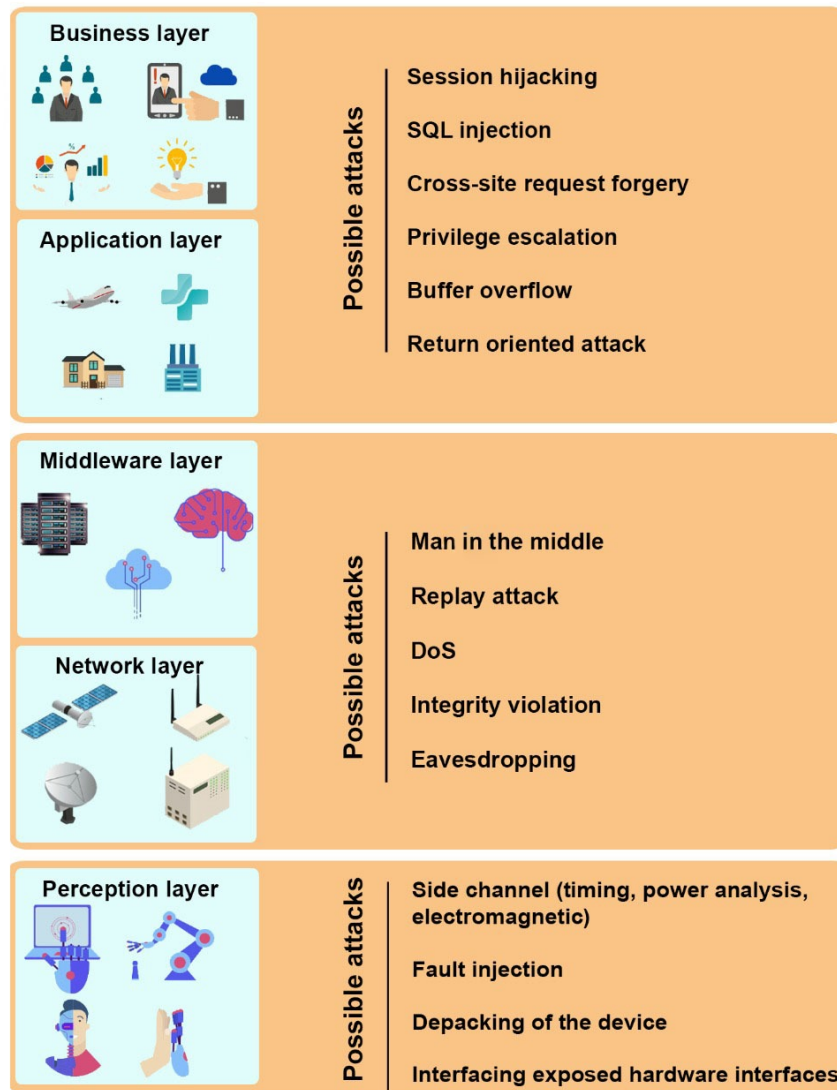 Business layer
Application layer
Possible attacks
Session hijacking
SQL injection
Cross-site request forgery
Privilege escalation
Buffer overflow
Return oriented attack
Middleware layer
Network layer
Possible attacks
Man in the middle
Replay attack
DoS
Integrity violation
Eavesdropping
Perception layer
Possible attacks
Side channel (timing, power analysis,
electromagnetic)
Fault injection
Depacking of the device
Interfacing exposed hardware interfaces